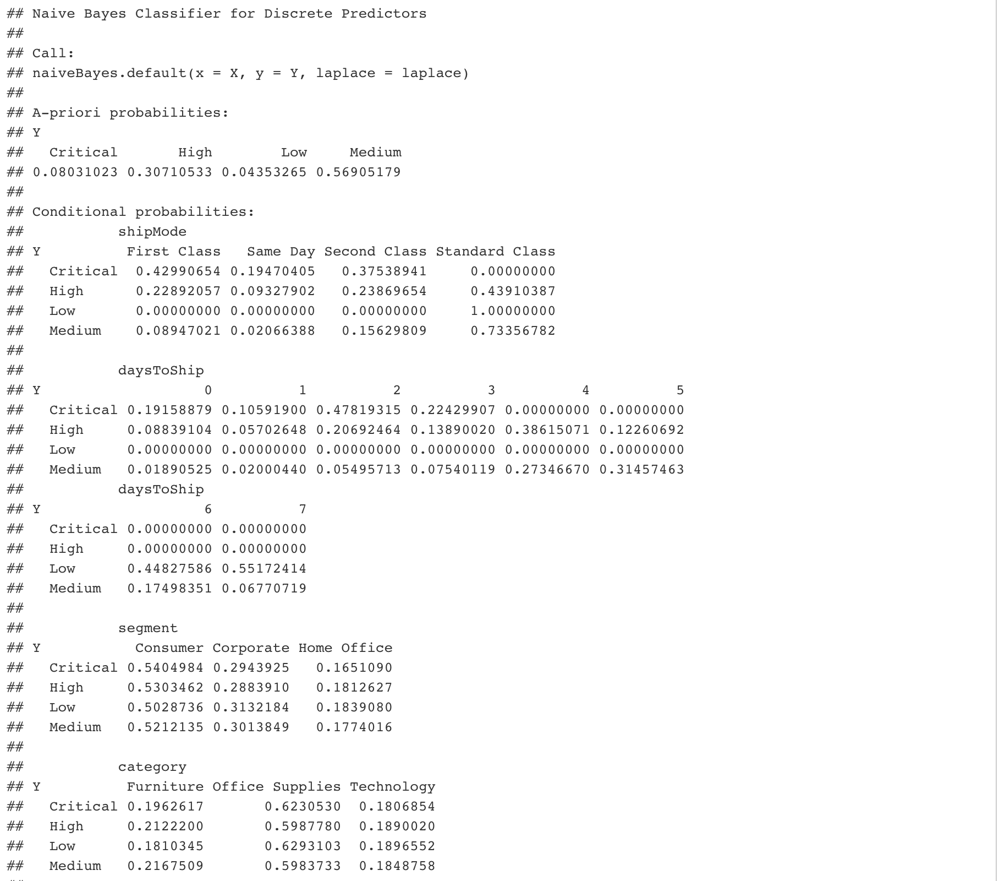 ## Naive Bayes Classifier for Discrete Predictors
##
## Call:
## naiveBayes.default(x = X, y = Y, laplace = laplace)
##
## A-priori probabilities:
## Y
##   Critical       High        Low     Medium
## 0.08031023 0.30710533 0.04353265 0.56905179
##
## Conditional probabilities:
##           shipMode
## Y          First Class   Same Day Second Class Standard Class
##   Critical  0.42990654 0.19470405   0.37538941     0.00000000
##   High      0.22892057 0.09327902   0.23869654     0.43910387
##   Low       0.00000000 0.00000000   0.00000000     1.00000000
##   Medium    0.08947021 0.02066388   0.15629809     0.73356782
##
##           daysToShip
## Y                   0          1          2          3          4          5
##   Critical 0.19158879 0.10591900 0.47819315 0.22429907 0.00000000 0.00000000
##   High     0.08839104 0.05702648 0.20692464 0.13890020 0.38615071 0.12260692
##   Low      0.00000000 0.00000000 0.00000000 0.00000000 0.00000000 0.00000000
##   Medium   0.01890525 0.02000440 0.05495713 0.07540119 0.27346670 0.31457463
##           daysToShip
## Y                   6          7
##   Critical 0.00000000 0.00000000
##   High     0.00000000 0.00000000
##   Low      0.44827586 0.55172414
##   Medium   0.17498351 0.06770719
##
##           segment
## Y           Consumer Corporate Home Office
##   Critical 0.5404984 0.2943925   0.1651090
##   High     0.5303462 0.2883910   0.1812627
##   Low      0.5028736 0.3132184   0.1839080
##   Medium   0.5212135 0.3013849   0.1774016
##
##           category
## Y          Furniture Office Supplies Technology
##   Critical 0.1962617       0.6230530  0.1806854
##   High     0.2122200       0.5987780  0.1890020
##   Low      0.1810345       0.6293103  0.1896552
##   Medium   0.2167509       0.5983733  0.1848758
##